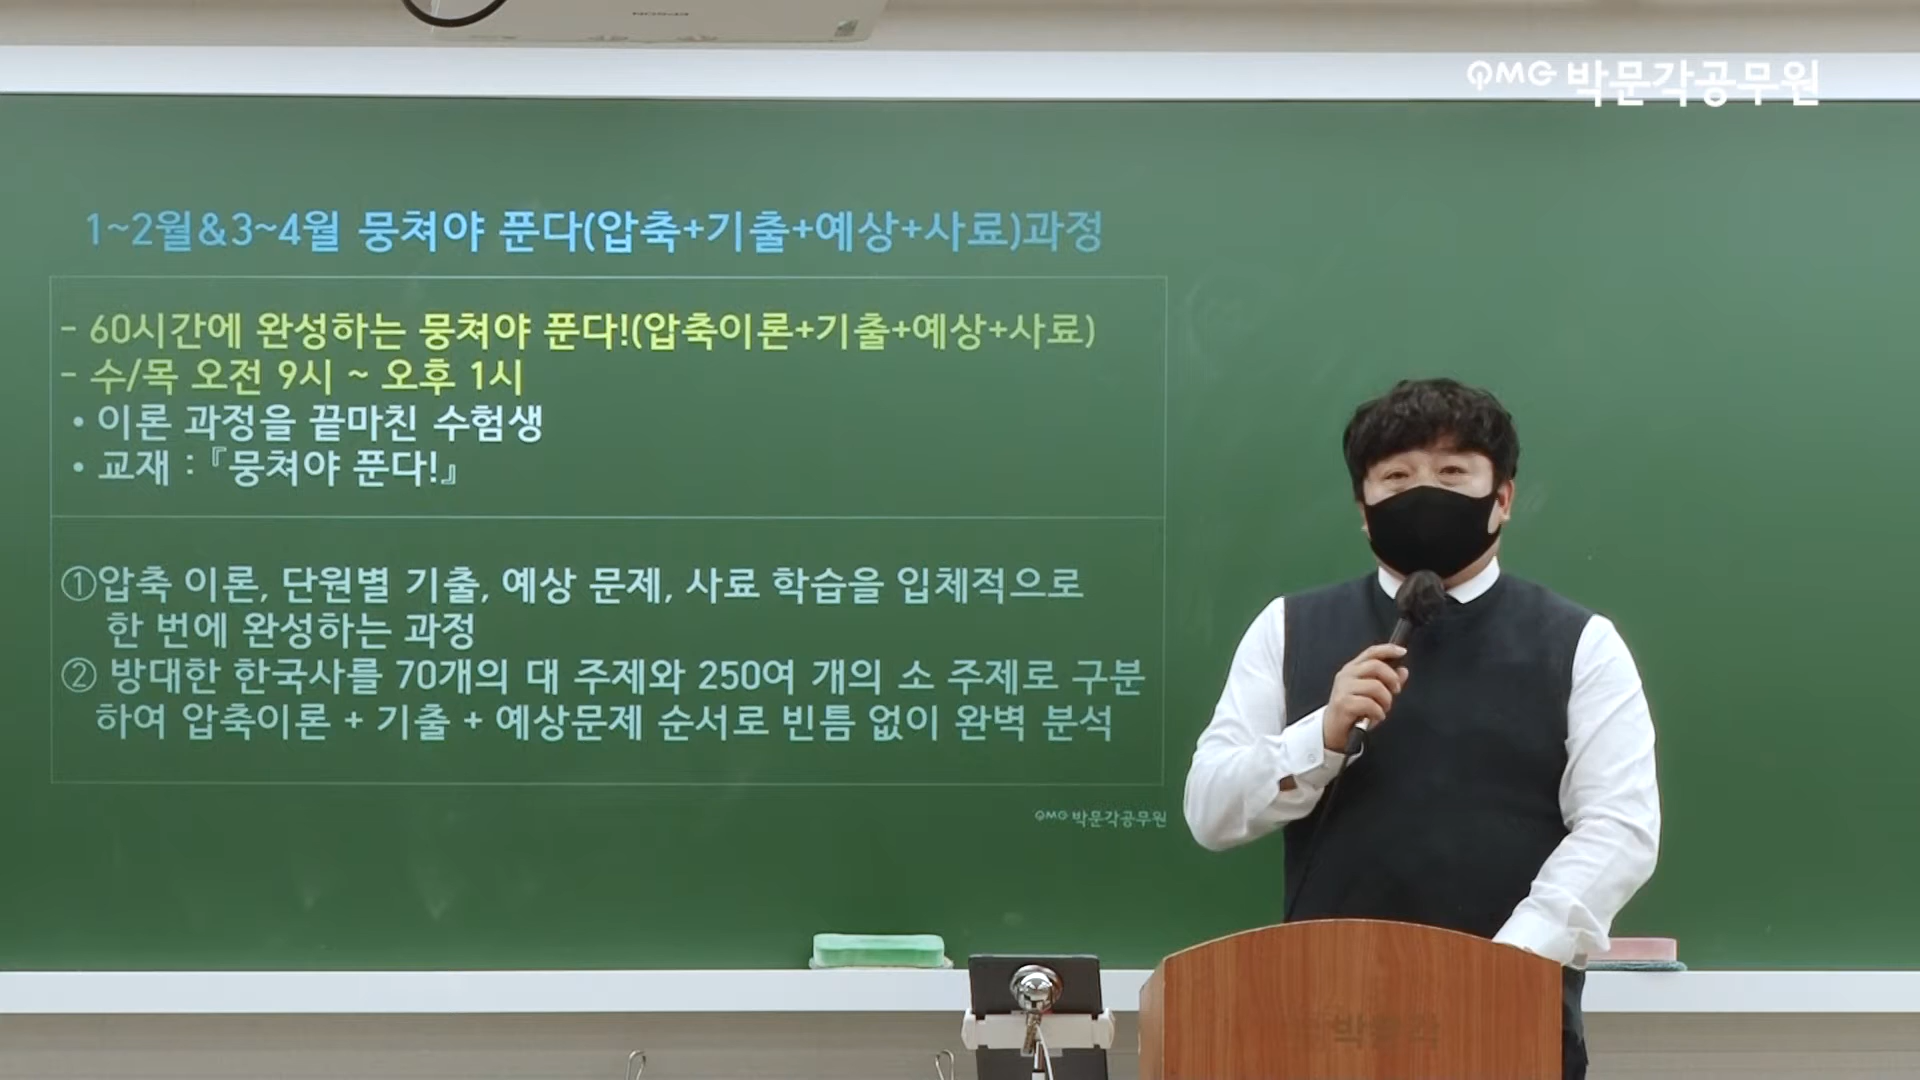 EPSON
PMG 박문각공무원
1~2월&3~4월 뭉쳐야 푼다(압축+기출+예상+사료)과정
- 60시간에 완성하는 뭉쳐야 푼다!(압축이론+기출+예상+사료)
- 수/목 오전 9시 ~ 오후 1시
• 이론 과정을 끝마친 수험생
• 교재 : 『뭉쳐야 푼다!』
①압축 이론, 단원별 기출, 예상 문제, 사료 학습을 입체적으로
한 번에 완성하는 과정
② 방대한 한국사를 70개의 대 주제와 250여 개의 소 주제로 구분
하여 압축이론 + 기출 + 예상문제 순서로 빈틈 없이 완벽 분석
PMG 박문각공무원
박문각